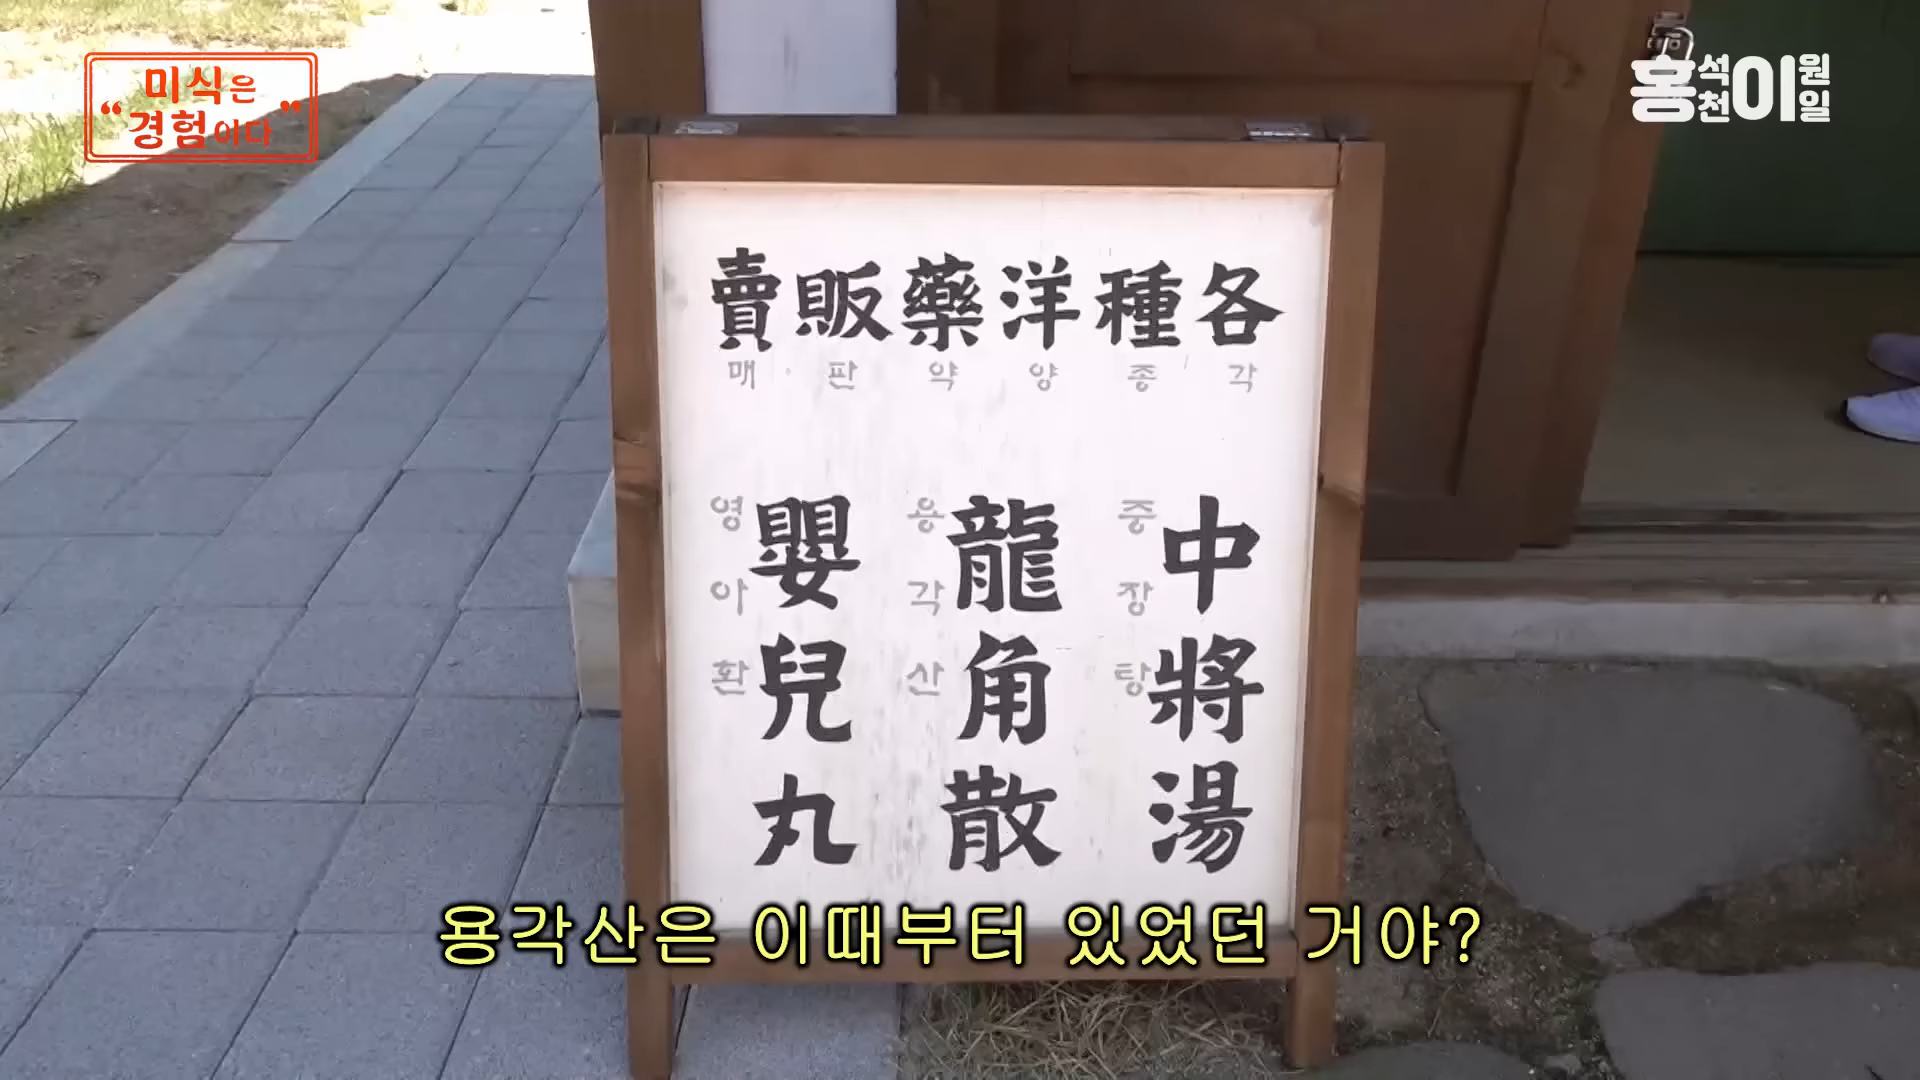 미식은
“경험이다”
홍석천이원일
賣販藥洋種各
매·판약양종각
中將湯
중장탕
龍角散
용각산
嬰兒丸
영아환
용각산은 이때부터 있었던 거야?